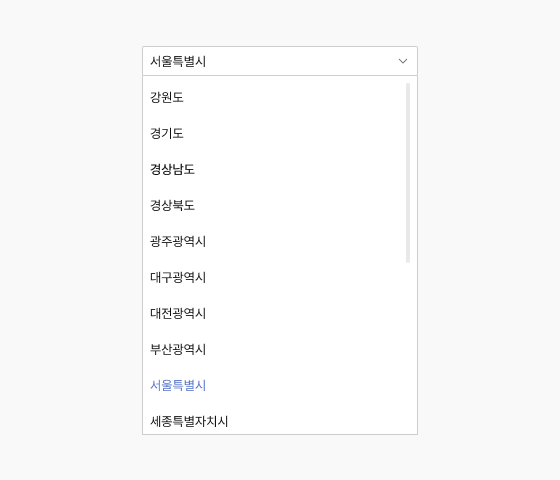 서울특별시
강원도
경기도
경상남도
경상북도
광주광역시
대구광역시
대전광역시
부산광역시
서울특별시
세종특별자치시